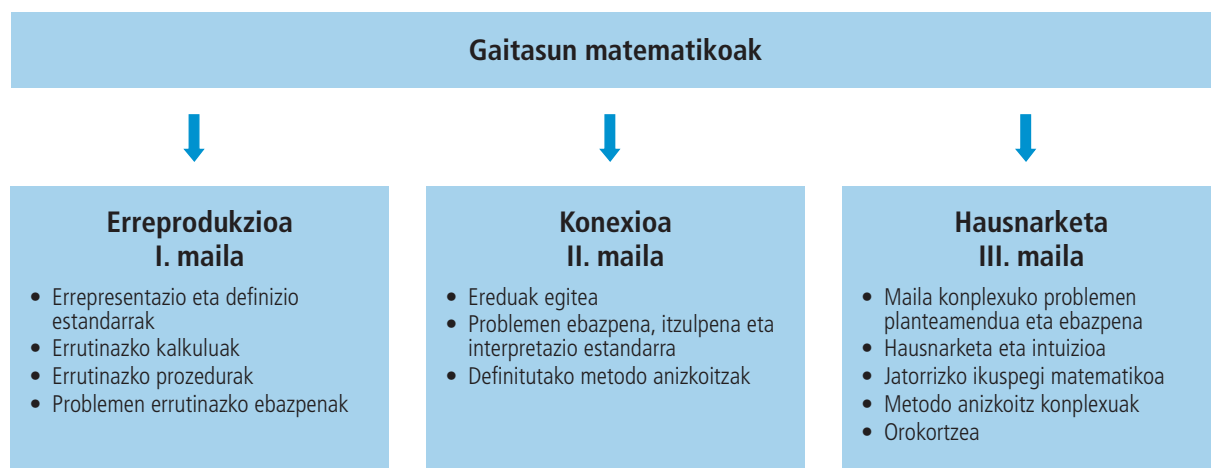 Gaitasun matematikoak
Erreprodukzioa
I. maila
• Errepresentazio eta definizio
estandarrak
• Errutinazko kalkuluak
• Errutinazko prozedurak
• Problemen errutinazko ebazpenak
Konexioa
II. maila
• Ereduak egitea
• Problemen ebazpena, itzulpena eta
interpretazio estandarra
• Definitutako metodo anizkoitzak
Hausnarketa
III. maila
• Maila konplexuko problemen
planteamendua eta ebazpena
• Hausnarketa eta intuizioa
• Jatorrizko ikuspegi matematikoa
• Metodo anizkoitz konplexuak
• Orokortzea